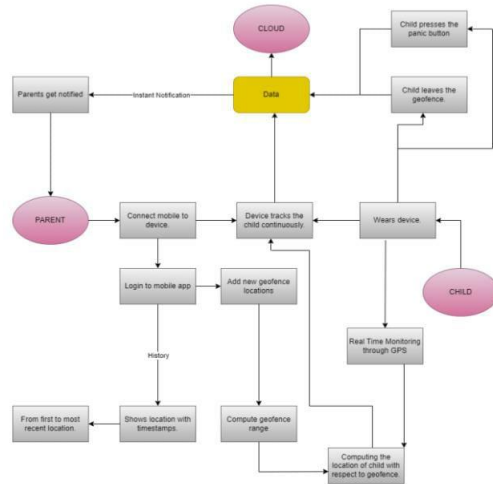 CLOUD
Child presses the
panic button
Parents get notified
Instant Notification
Data
Child leaves the
geofence.
PARENT
Connect mobile to
device.
Device tracks the
child continuously.
Wears device.
Login to mobile app
Add new geofence
locations
CHILD
Real Time Monitoring
through GPS
History
From first to most
recent location.
Shows location with
timestamps.
Compute geofence
range
Computing the
location of child with
respect to geofence.